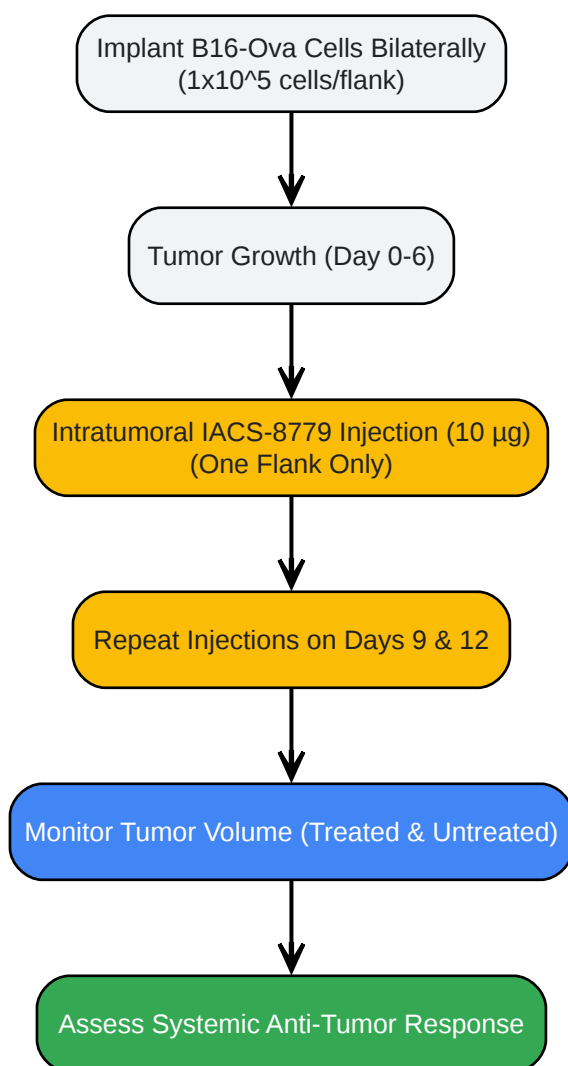 Implant B16-Ova Cells Bilaterally
(1x10^5 cells/flank)
Tumor Growth (Day 0-6)
Intratumoral IACS-8779 Injection (10 µg)
(One Flank Only)
Repeat Injections on Days 9 & 12
Monitor Tumor Volume (Treated & Untreated)
Assess Systemic Anti-Tumor Response